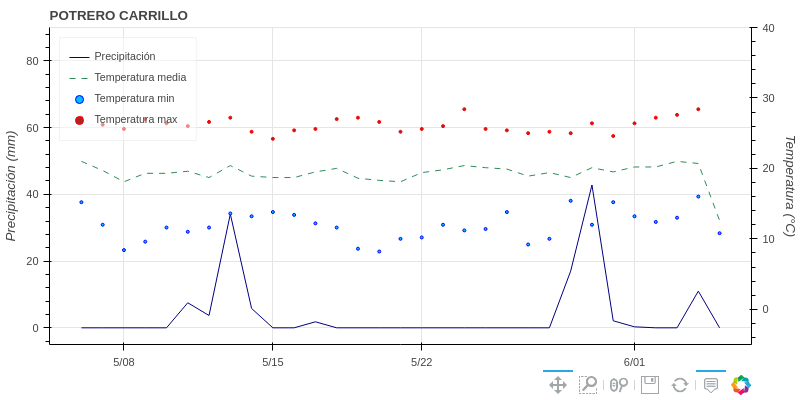 POTRERO CARRILLO
Precipitación
Temperatura media
Temperatura min
Temperatura max
Precipitación (mm)
80
60
40
20
0
Temperatura (°C)
40
30
20
10
0
5/08
5/15
5/22
6/01